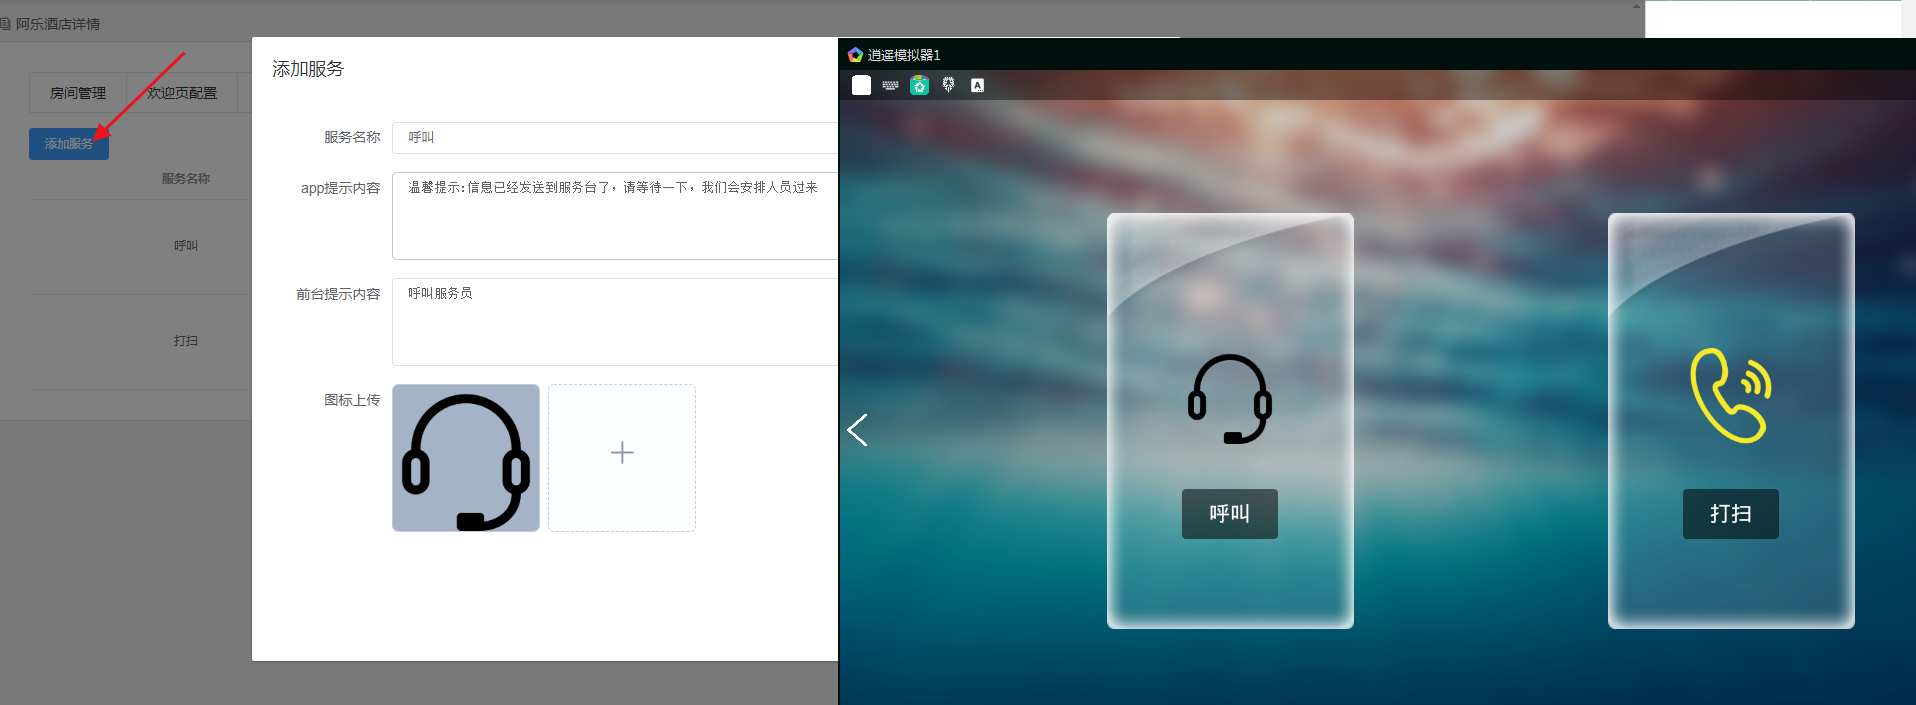 阿乐酒店详情
房间管理
欢迎页配置
添加服务
服务名称
呼叫
打扫
添加服务
服务名称
呼叫
app提示内容
温馨提示:信息已经发送到服务台了，请等待一下，我们会安排人员过来
前台提示内容
呼叫服务员
图标上传
逍遥模拟器1
A
呼叫
打扫